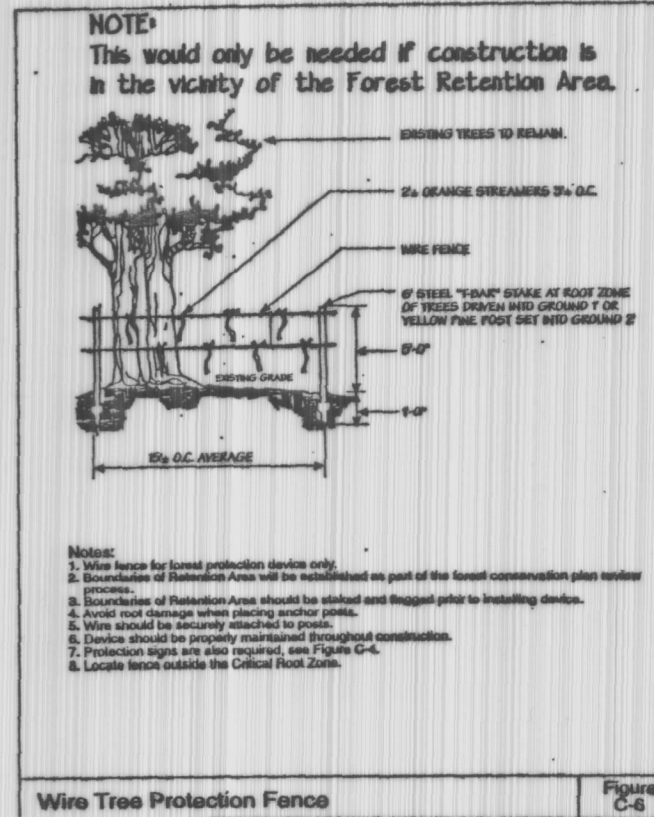 NOTE:
This would only be needed if construction is
in the vicinity of the Forest Retention Area.
EXISTING TREES TO REMAIN.
2'± ORANGE STREAMERS 3'± O.C.
WIRE FENCE
6' STEEL "T-BAR" STAKE AT ROOT ZONE
OF TREES DRIVEN INTO GROUND 1' OR
YELLOW PINE POST SET INTO GROUND 2'
5'-0"
EXISTING GRADE
1'-0"
15'± O.C. AVERAGE
Notes:
1. Wire fence for forest protection device only.
2. Boundaries of Retention Area will be established as part of the forest conservation plan review
process.
3. Boundaries of Retention Area should be staked and flagged prior to installing device.
4. Avoid root damage when placing anchor posts.
5. Wire should be securely attached to posts.
6. Device should be properly maintained throughout construction.
7. Protection signs are also required, see Figure C-4.
8. Locate fence outside the Critical Root Zone.
Wire Tree Protection Fence
Figure
C-6